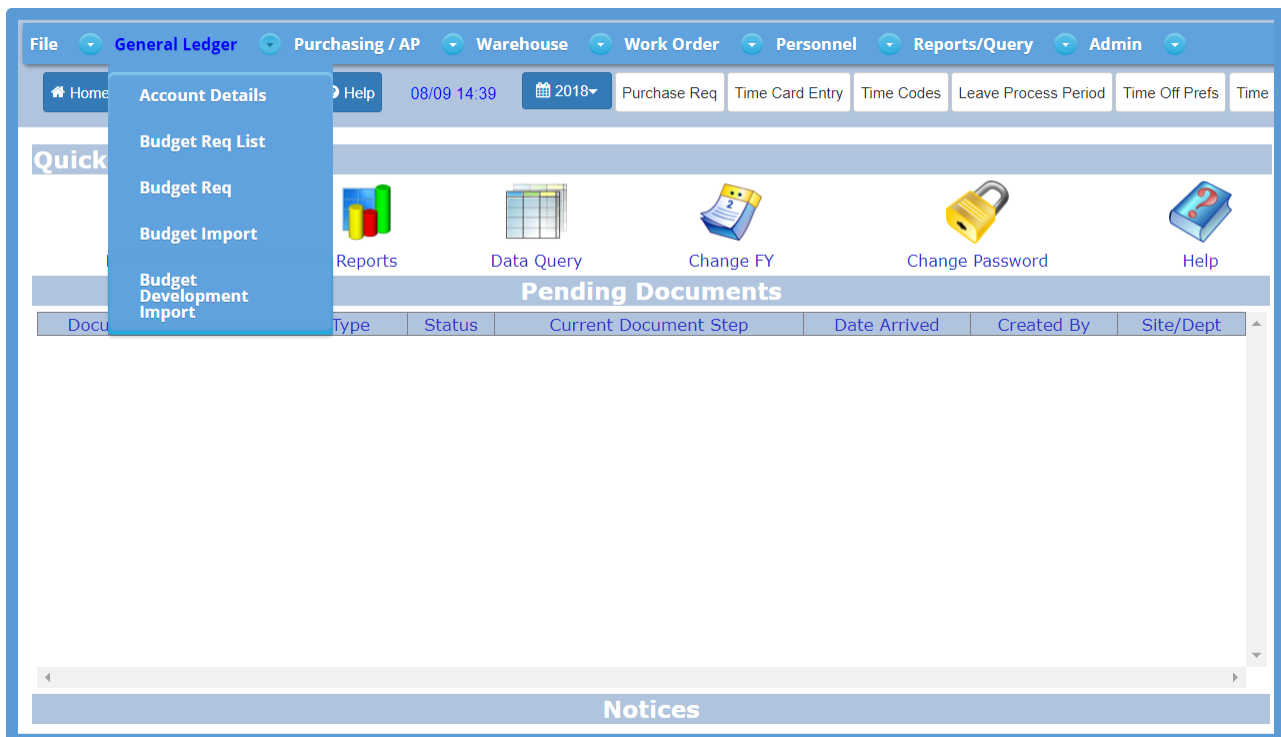 File General Ledger Purchasing / AP Warehouse Work Order Personnel Reports/Query Admin
Home Help 08/09 14:39 2018 Purchase Req Time Card Entry Time Codes Leave Process Period Time Off Prefs Time
Account Details
Budget Req List
Budget Req
Budget Import
Budget
Development
Import
Quick
Reports Data Query Change FY Change Password Help
2
Pending Documents
Docu Type Status Current Document Step Date Arrived Created By Site/Dept
Notices